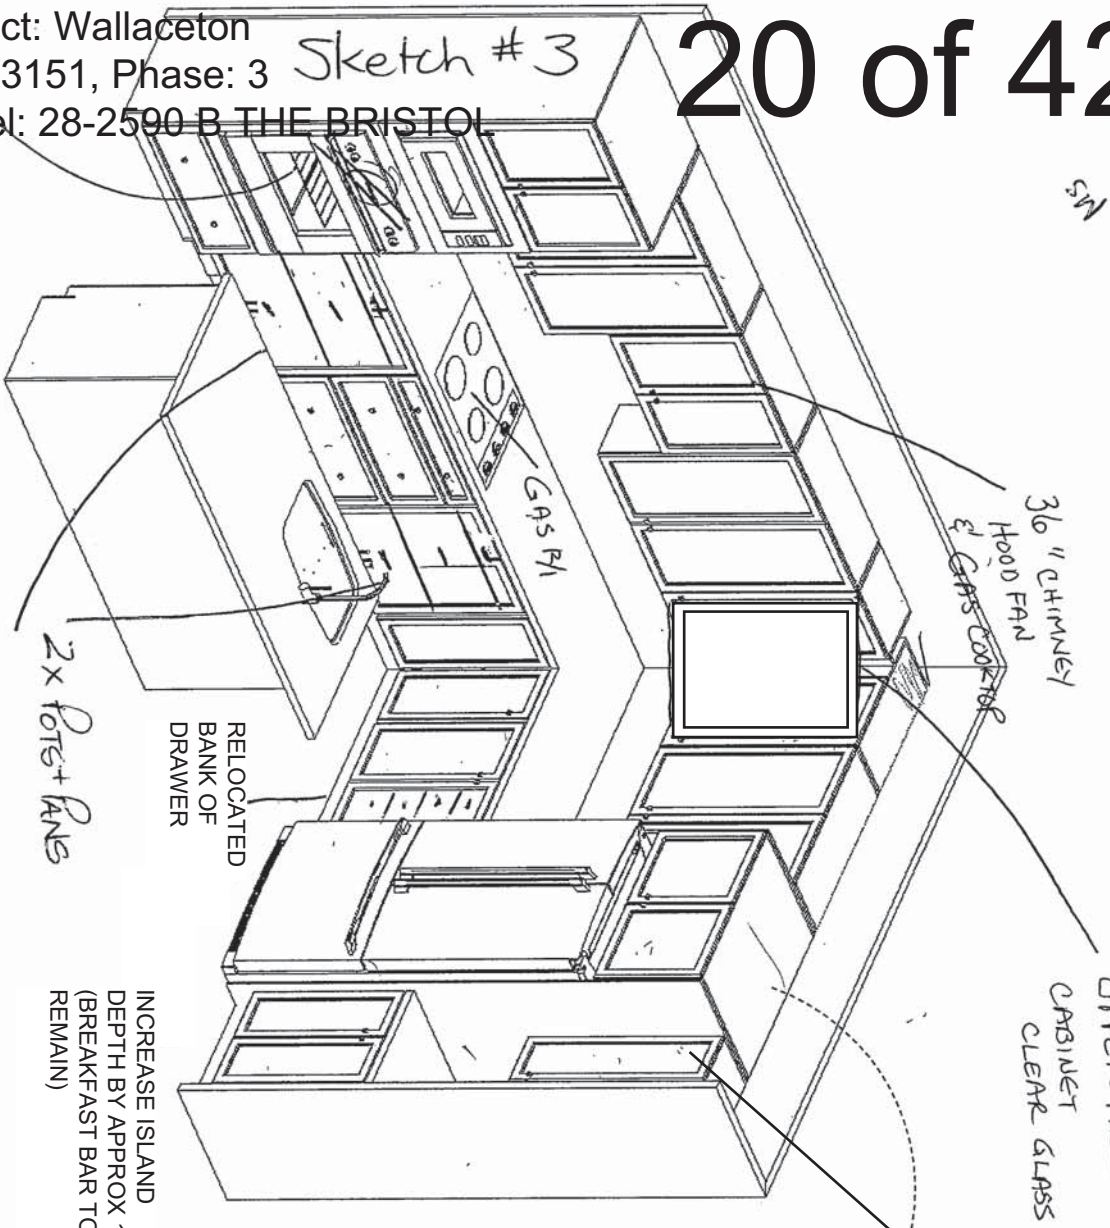 ct: Wallaceton
3151, Phase: 3
el: 28-2590 B THE BRISTOL
Sketch #3
20 of 42
MS
36" CHIMNEY
HOOD FAN
& GAS COOKTOP
GAS R/I
2x POTS + PANS
RELOCATED
BANK OF
DRAWER
CABINET
CLEAR GLASS
INCREASE ISLAND
DEPTH BY APPROX
(BREAKFAST BAR TO
REMAIN)